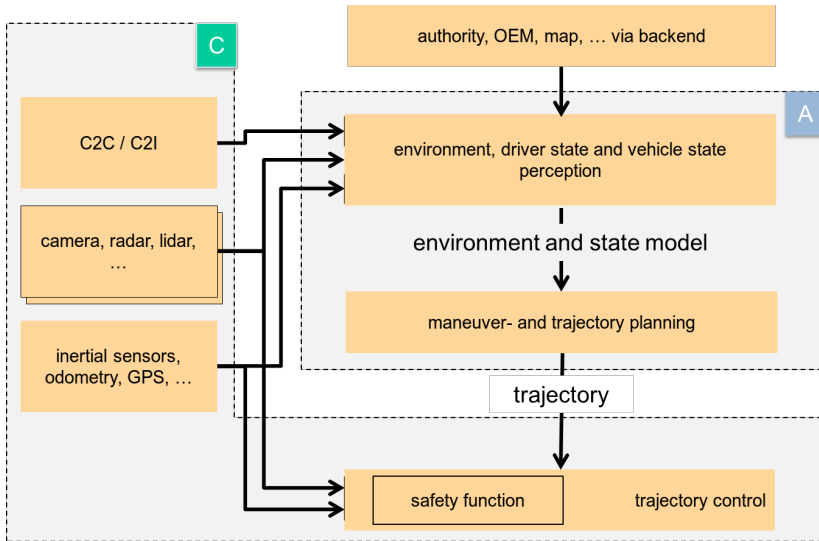 authority, OEM, map, … via backend
C
A
C2C / C2I
environment, driver state and vehicle state
perception
camera, radar, lidar,
…
environment and state model
maneuver- and trajectory planning
inertial sensors,
odometry, GPS, …
trajectory
safety function
trajectory control